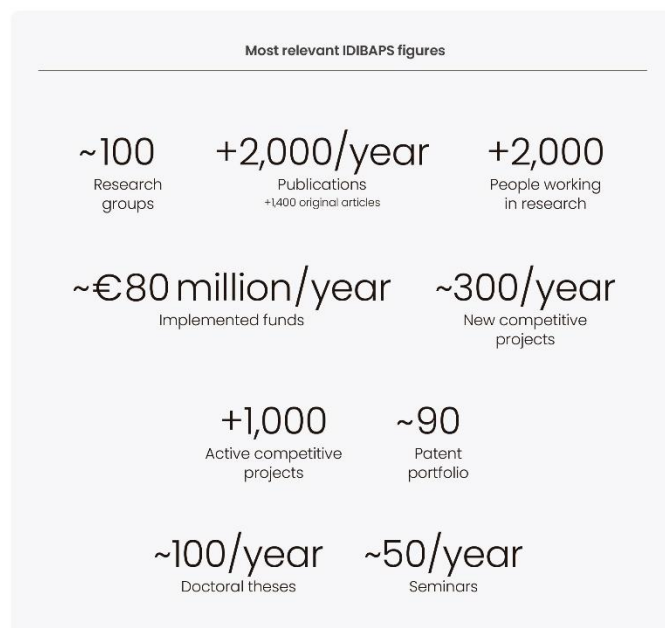 Most relevant IDIBAPS figures
~100
Research
groups
+2,000/year
Publications
+1,400 original articles
+2,000
People working
in research
~€80 million/year
Implemented funds
~300/year
New competitive
projects
+1,000
Active competitive
projects
~90
Patent
portfolio
~100/year
Doctoral theses
~50/year
Seminars